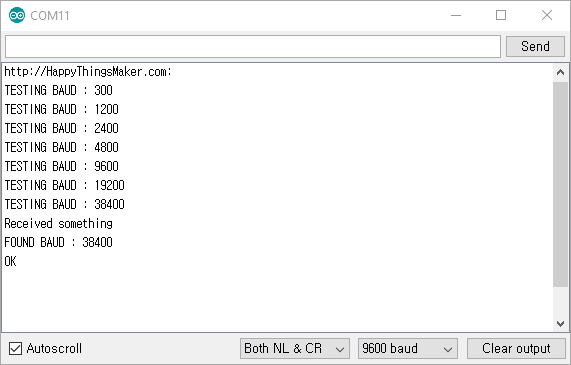 COM11
Send
http://HappyThingsMaker.com:
TESTING BAUD : 300
TESTING BAUD : 1200
TESTING BAUD : 2400
TESTING BAUD : 4800
TESTING BAUD : 9600
TESTING BAUD : 19200
TESTING BAUD : 38400
Received something
FOUND BAUD : 38400
OK
Autoscroll
Both NL & CR
9600 baud
Clear output